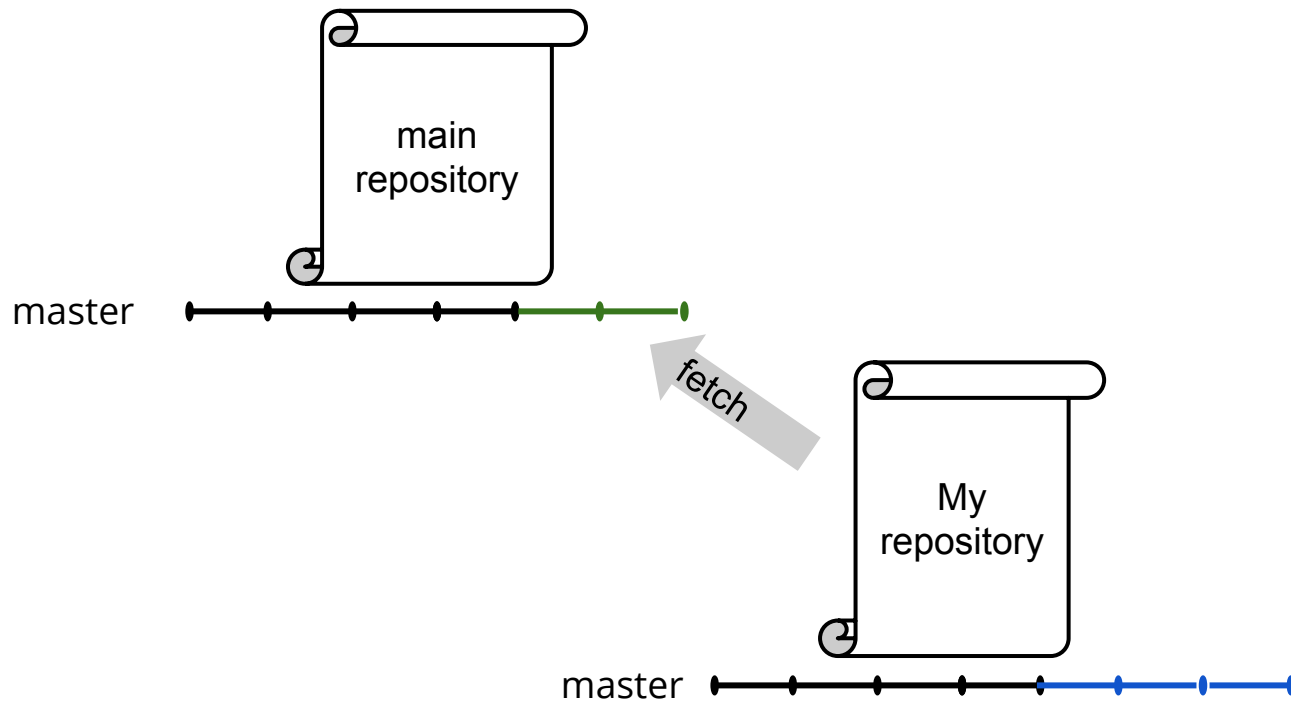 main
repository
master
fetch
My
repository
master